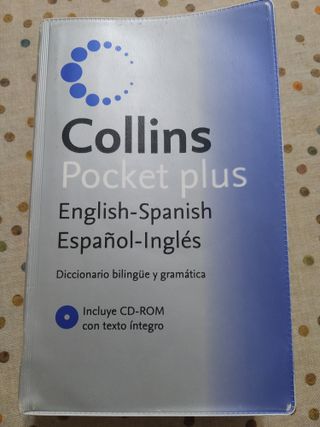 Collins
Pocket plus
English-Spanish
Español-Inglés
Diccionario bilingüe y gramática
Incluye CD-ROM
con texto íntegro